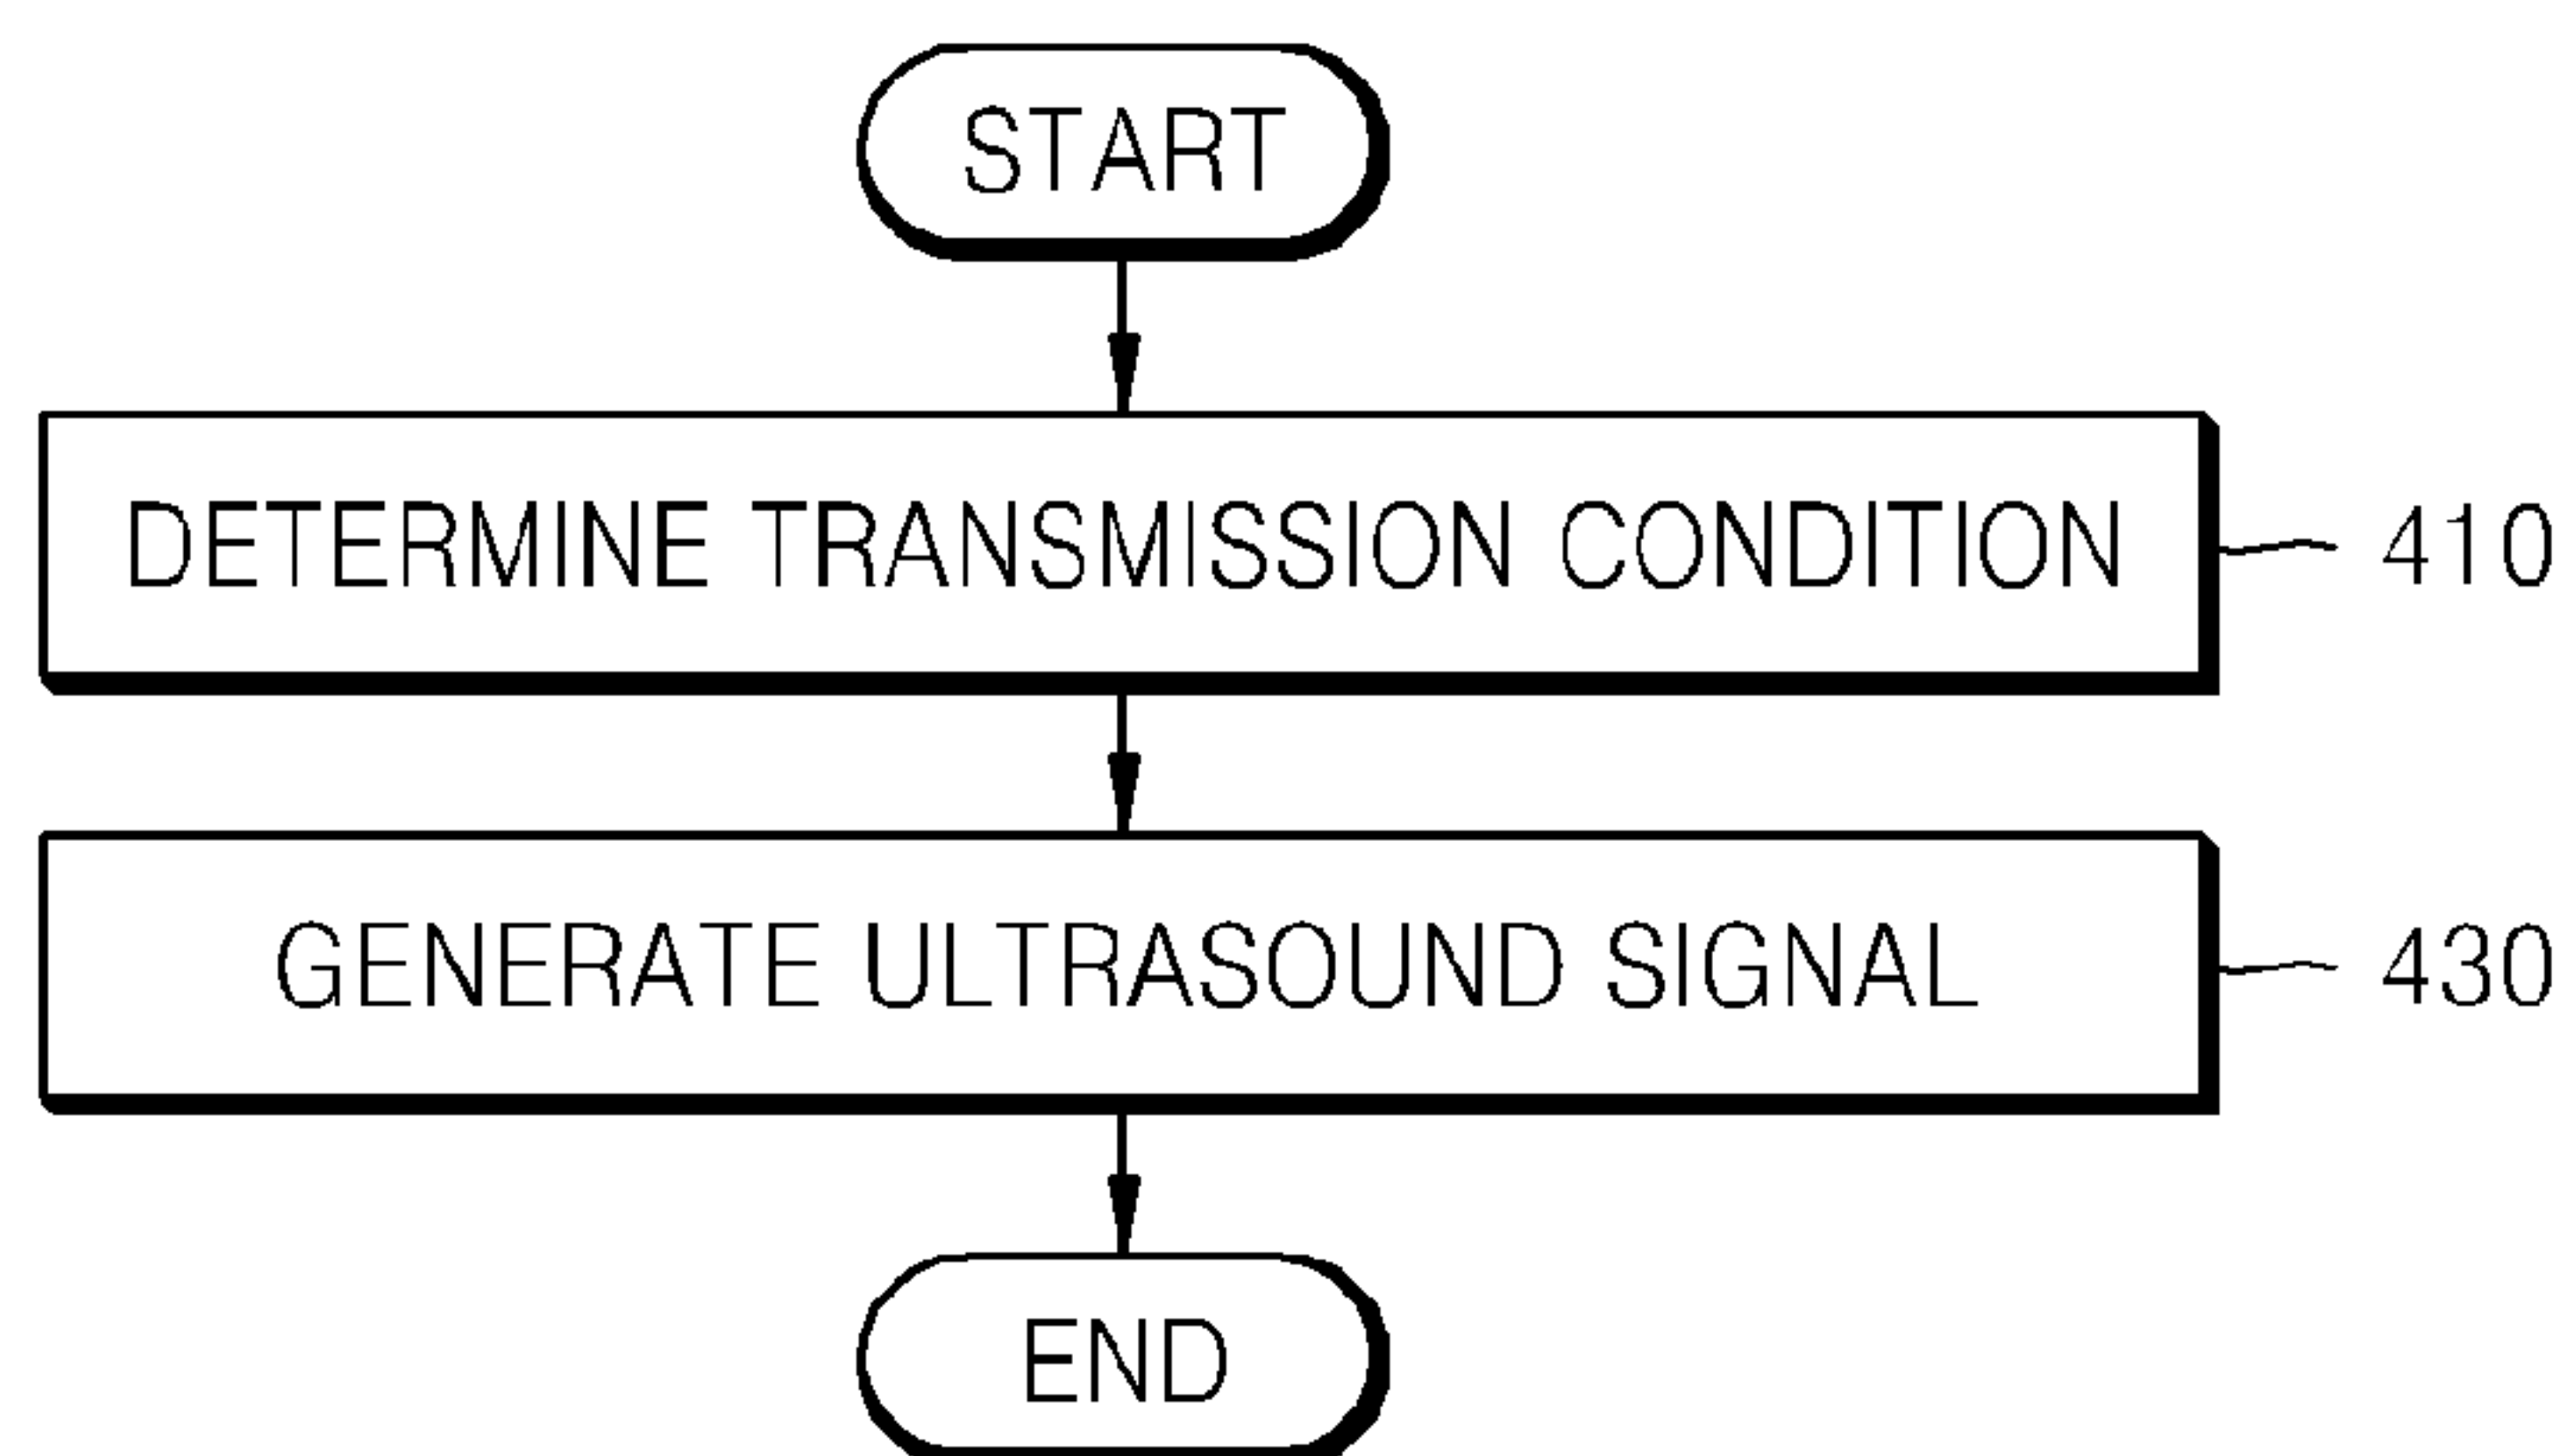 START
DETERMINE TRANSMISSION CONDITION
410
GENERATE ULTRASOUND SIGNAL
430
END